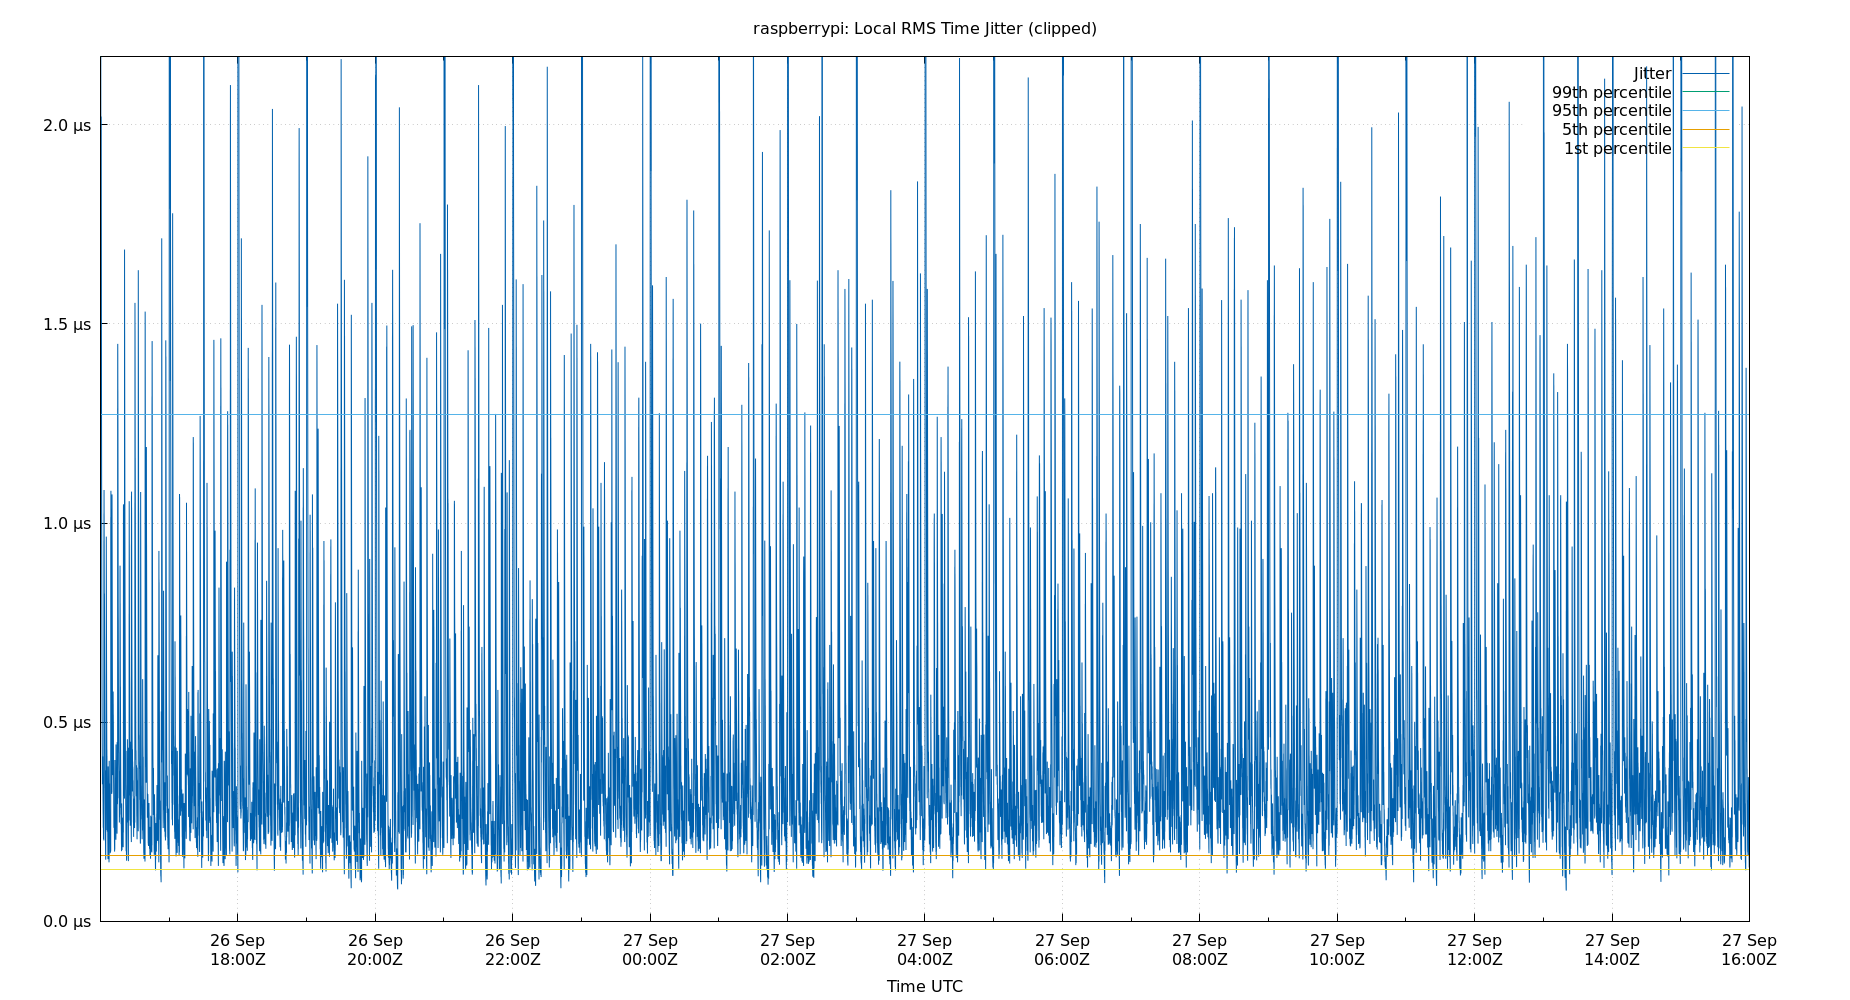 raspberrypi: Local RMS Time Jitter (clipped)
Jitter
99th percentile
95th percentile
5th percentile
1st percentile
2.0 µs
1.5 µs
1.0 µs
0.5 µs
0.0 µs
26 Sep 26 Sep 26 Sep 27 Sep 27 Sep 27 Sep 27 Sep 27 Sep 27 Sep 27 Sep 27 Sep 27 Sep
18:00Z 20:00Z 22:00Z 00:00Z 02:00Z 04:00Z 06:00Z 08:00Z 10:00Z 12:00Z 14:00Z 16:00Z
Time UTC